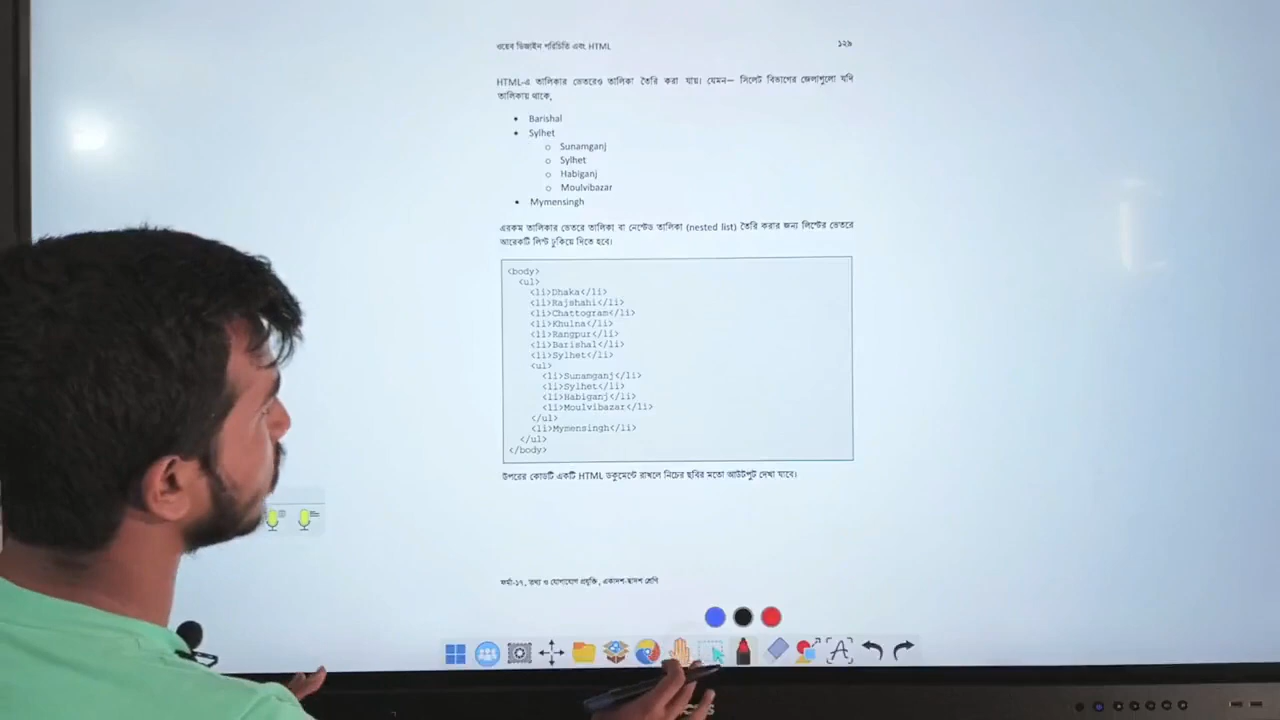 ওয়েব ডিজাইন পরিচিতি এবং HTML
১২৯
HTML-এ তালিকার ভেতরেও তালিকা তৈরি করা যায়। যেমন— সিলেট বিভাগের জেলাগুলো যদি
তালিকায় থাকে,
• Barishal
• Sylhet
o Sunamganj
o Sylhet
o Habiganj
o Moulvibazar
• Mymensingh
এরকম তালিকার ভেতরে তালিকা বা নেস্টেড তালিকা (nested list) তৈরি করার জন্য লিস্টের ভেতরে
আরেকটি লিস্ট ঢুকিয়ে দিতে হবে।
<body>
<ul>
<li>Dhaka</li>
<li>Rajshahi</li>
<li>Chattogram</li>
<li>Khulna</li>
<li>Rangpur</li>
<li>Barishal</li>
<li>Sylhet</li>
<ul>
<li>Sunamganj</li>
<li>Sylhet</li>
<li>Habiganj</li>
<li>Moulvibazar</li>
</ul>
<li>Mymensingh</li>
</ul>
</body>
উপরের কোডটি একটি HTML ডকুমেন্টে রাখলে নিচের ছবির মতো আউটপুট দেখা যাবে।
ফর্মা-১৭, তথ্য ও যোগাযোগ প্রযুক্তি, একাদশ-দ্বাদশ শ্রেণি